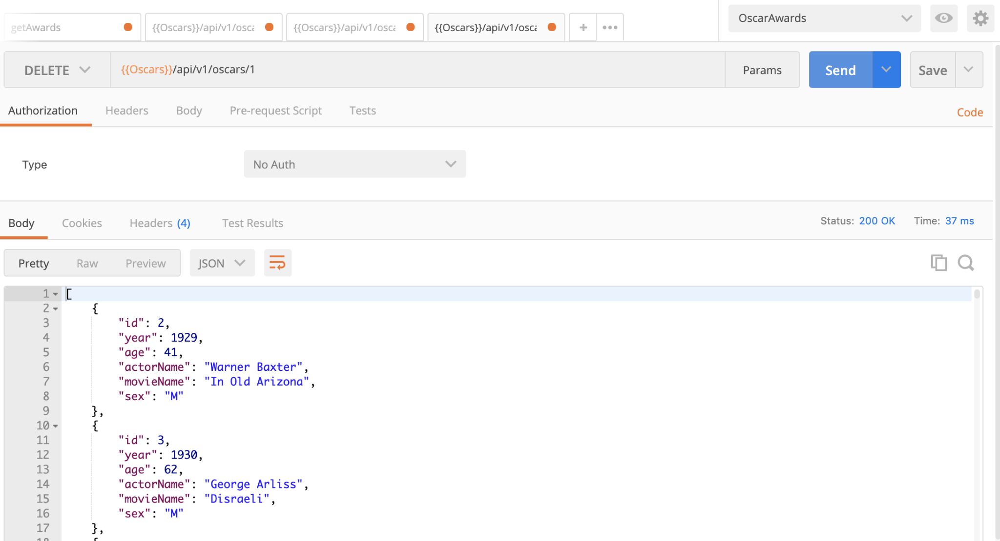 getAwards
{{Oscars}}/api/v1/osca
{{Oscars}}/api/v1/osca
{{Oscars}}/api/v1/osca
OscarAwards
DELETE
{{Oscars}}/api/v1/oscars/1
Params
Send
Save
Authorization
Headers
Body
Pre-request Script
Tests
Code
Type
No Auth
Body
Cookies
Headers (4)
Test Results
Status: 200 OK
Time: 37 ms
Pretty
Raw
Preview
JSON
1 [
2 {
3 "id": 2,
4 "year": 1929,
5 "age": 41,
6 "actorName": "Warner Baxter",
7 "movieName": "In Old Arizona",
8 "sex": "M"
9 },
10 {
11 "id": 3,
12 "year": 1930,
13 "age": 62,
14 "actorName": "George Arliss",
15 "movieName": "Disraeli",
16 "sex": "M"
17 },
18 {